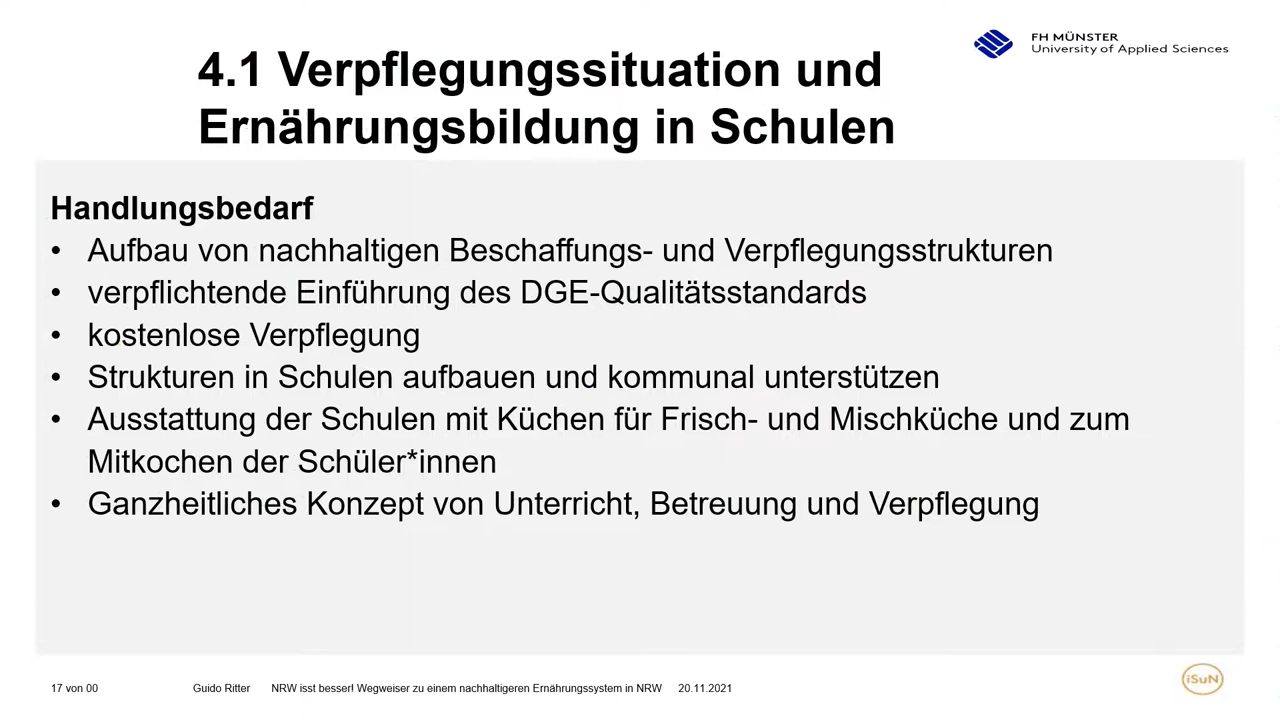 FH MÜNSTER
University of Applied Sciences
4.1 Verpflegungssituation und
Ernährungsbildung in Schulen
Handlungsbedarf
• Aufbau von nachhaltigen Beschaffungs- und Verpflegungsstrukturen
• verpflichtende Einführung des DGE-Qualitätsstandards
• kostenlose Verpflegung
• Strukturen in Schulen aufbauen und kommunal unterstützen
• Ausstattung der Schulen mit Küchen für Frisch- und Mischküche und zum
Mitkochen der Schüler*innen
• Ganzheitliches Konzept von Unterricht, Betreuung und Verpflegung
17 von 00 Guido Ritter NRW isst besser! Wegweiser zu einem nachhaltigeren Ernährungssystem in NRW 20.11.2021
iSuN